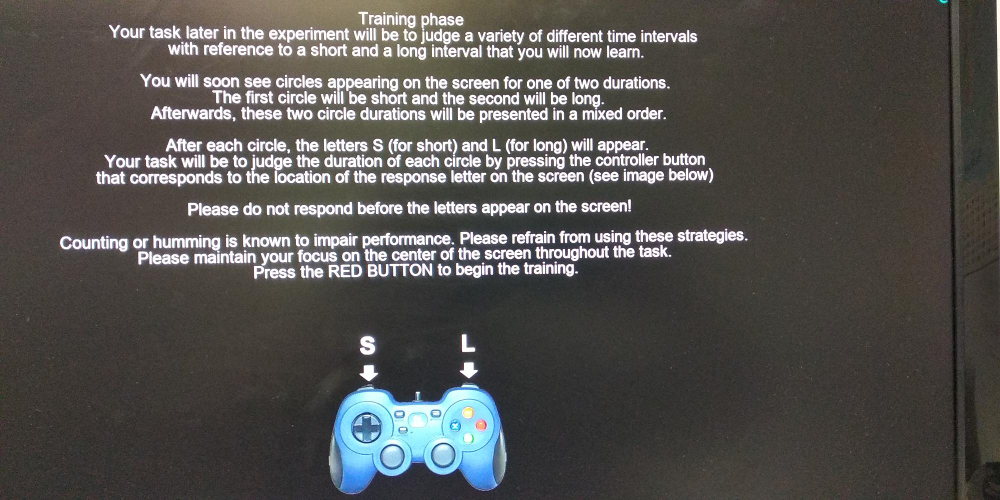 Training phase
Your task later in the experiment will be to judge a variety of different time intervals
with reference to a short and a long interval that you will now learn.
You will soon see circles appearing on the screen for one of two durations.
The first circle will be short and the second will be long.
Afterwards, these two circle durations will be presented in a mixed order.
After each circle, the letters S (for short) and L (for long) will appear.
Your task will be to judge the duration of each circle by pressing the controller button
that corresponds to the location of the response letter on the screen (see image below)
Please do not respond before the letters appear on the screen!
Counting or humming is known to impair performance. Please refrain from using these strategies.
Please maintain your focus on the center of the screen throughout the task.
Press the RED BUTTON to begin the training.
S L
X